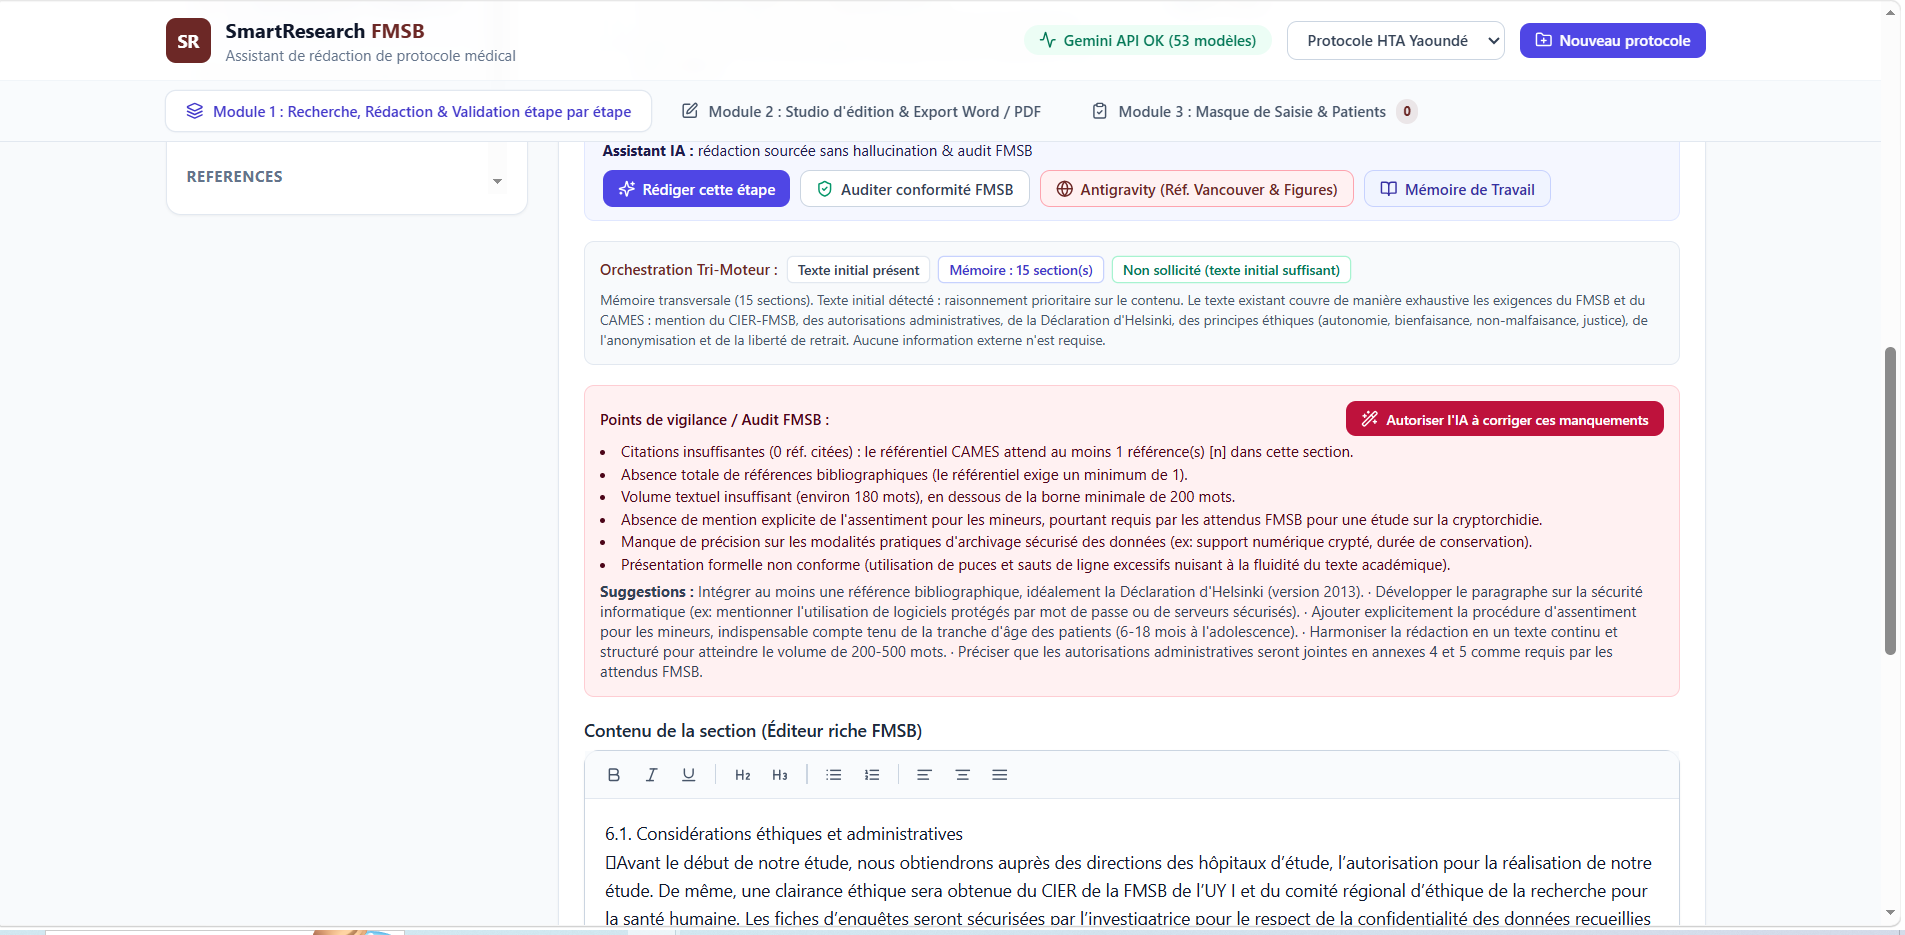 SR
SmartResearch FMSB
Assistant de rédaction de protocole médical
Gemini API OK (53 modèles)
Protocole HTA Yaoundé
Nouveau protocole
Module 1 : Recherche, Rédaction & Validation étape par étape
Module 2 : Studio d'édition & Export Word / PDF
Module 3 : Masque de Saisie & Patients 0
REFERENCES
Assistant IA : rédaction sourcée sans hallucination & audit FMSB
Rédiger cette étape
Auditer conformité FMSB
Antigravity (Réf. Vancouver & Figures)
Mémoire de Travail
Orchestration Tri-Moteur : Texte initial présent Mémoire : 15 section(s) Non sollicité (texte initial suffisant)
Mémoire transversale (15 sections). Texte initial détecté : raisonnement prioritaire sur le contenu. Le texte existant couvre de manière exhaustive les exigences du FMSB et du
CAMES : mention du CIER-FMSB, des autorisations administratives, de la Déclaration d'Helsinki, des principes éthiques (autonomie, bienfaisance, non-malfaisance, justice), de
l'anonymisation et de la liberté de retrait. Aucune information externe n'est requise.
Points de vigilance / Audit FMSB :
Autoriser l'IA à corriger ces manquements
• Citations insuffisantes (0 réf. citées) : le référentiel CAMES attend au moins 1 référence(s) [n] dans cette section.
• Absence totale de références bibliographiques (le référentiel exige un minimum de 1).
• Volume textuel insuffisant (environ 180 mots), en dessous de la borne minimale de 200 mots.
• Absence de mention explicite de l'assentiment pour les mineurs, pourtant requis par les attendus FMSB pour une étude sur la cryptorchidie.
• Manque de précision sur les modalités pratiques d'archivage sécurisé des données (ex: support numérique crypté, durée de conservation).
• Présentation formelle non conforme (utilisation de puces et sauts de ligne excessifs nuisant à la fluidité du texte académique).
Suggestions : Intégrer au moins une référence bibliographique, idéalement la Déclaration d'Helsinki (version 2013). · Développer le paragraphe sur la sécurité
informatique (ex: mentionner l'utilisation de logiciels protégés par mot de passe ou de serveurs sécurisés). · Ajouter explicitement la procédure d'assentiment
pour les mineurs, indispensable compte tenu de la tranche d'âge des patients (6-18 mois à l'adolescence). · Harmoniser la rédaction en un texte continu et
structuré pour atteindre le volume de 200-500 mots. · Préciser que les autorisations administratives seront jointes en annexes 4 et 5 comme requis par les
attendus FMSB.
Contenu de la section (Éditeur riche FMSB)
B I U H2 H3
6.1. Considérations éthiques et administratives
Avant le début de notre étude, nous obtiendrons auprès des directions des hôpitaux d’étude, l’autorisation pour la réalisation de notre
étude. De même, une clairance éthique sera obtenue du CIER de la FMSB de l’UY I et du comité régional d’éthique de la recherche pour
la santé humaine. Les fiches d’enquêtes seront sécurisées par l’investigatrice pour le respect de la confidentialité des données recueillies